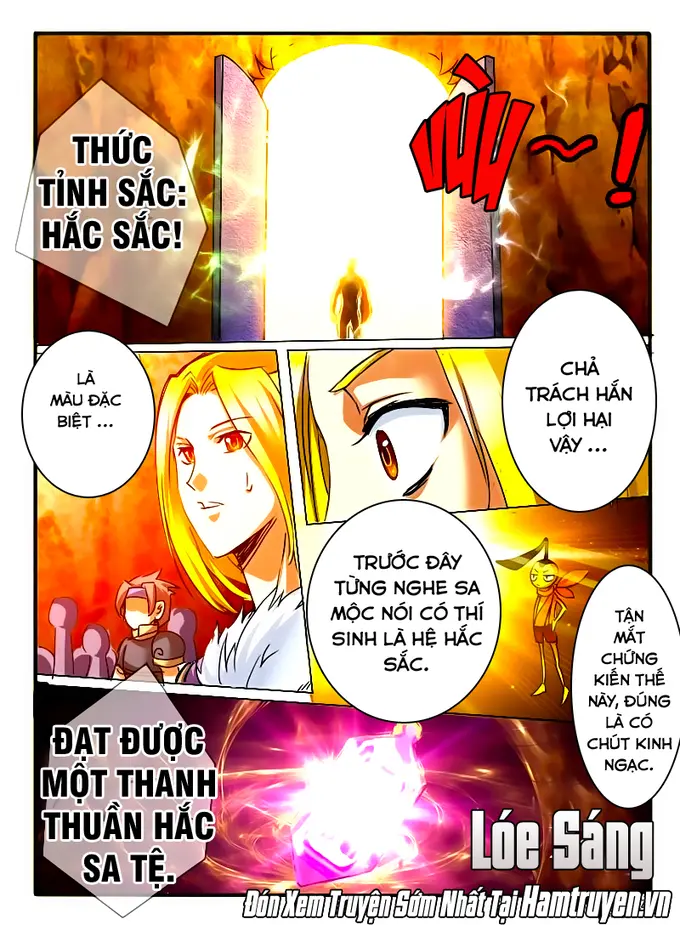 THỨC
TỈNH SẮC:
HẮC SẮC!
VÙÙ~!
LÀ
MÀU ĐẶC
BIỆT ...
CHẢ
TRÁCH HẮN
LỢI HẠI
VẬY ...
TRƯỚC ĐÂY
TỪNG NGHE SA
MỘC NÓI CÓ THÍ
SINH LÀ HỆ HẮC
SẮC.
TẬN
MẮT CHỨNG
KIẾN THẾ
NÀY, ĐÚNG
LÀ CÓ
CHÚT KINH
NGẠC.
ĐẠT ĐƯỢC
MỘT THANH
THUẦN HẮC
SA TỆ.
Lóe Sáng
Đón Xem Truyện Sớm Nhất Tại Hamtruyen.vn